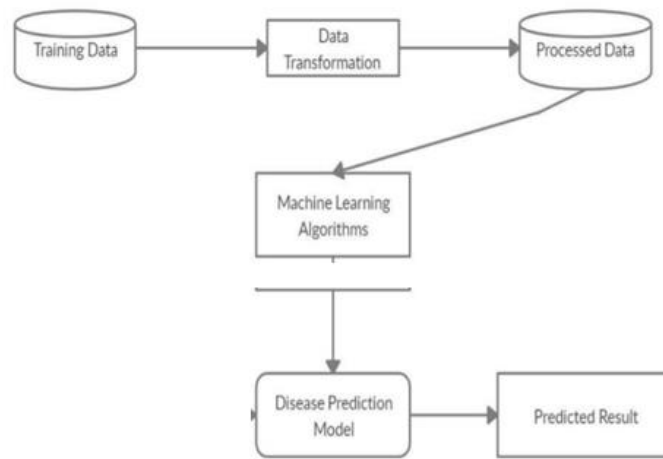 Training Data
Data
Transformation
Processed Data
Machine Learning
Algorithms
Disease Prediction
Model
Predicted Result